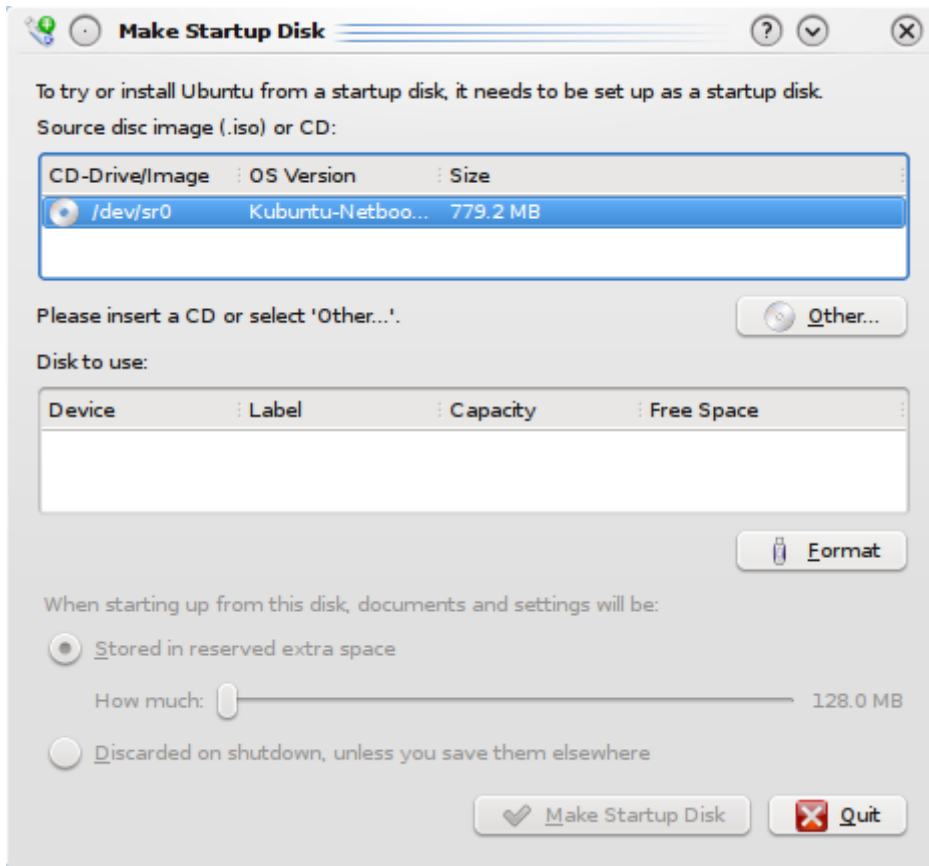 Make Startup Disk
To try or install Ubuntu from a startup disk, it needs to be set up as a startup disk.
Source disc image (.iso) or CD:
CD-Drive/Image OS Version Size
/dev/sr0 Kubuntu-Netboo... 779.2 MB
Please insert a CD or select 'Other...'. Other...
Disk to use:
Device Label Capacity Free Space
Format
When starting up from this disk, documents and settings will be:
Stored in reserved extra space
How much: 128.0 MB
Discarded on shutdown, unless you save them elsewhere
Make Startup Disk Quit